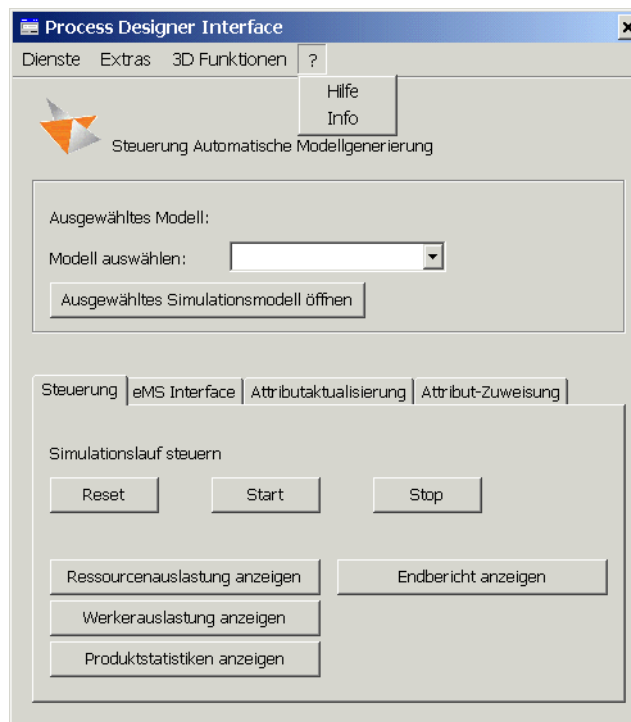 Process Designer Interface
Dienste Extras 3D Funktionen ?
Hilfe
Info
Steuerung Automatische Modellgenerierung
Ausgewähltes Modell:
Modell auswählen:
Ausgewähltes Simulationsmodell öffnen
Steuerung eMS Interface Attributaktualisierung Attribut-Zuweisung
Simulationslauf steuern
Reset Start Stop
Ressourcenauslastung anzeigen Endbericht anzeigen
Werkerauslastung anzeigen
Produktstatistiken anzeigen